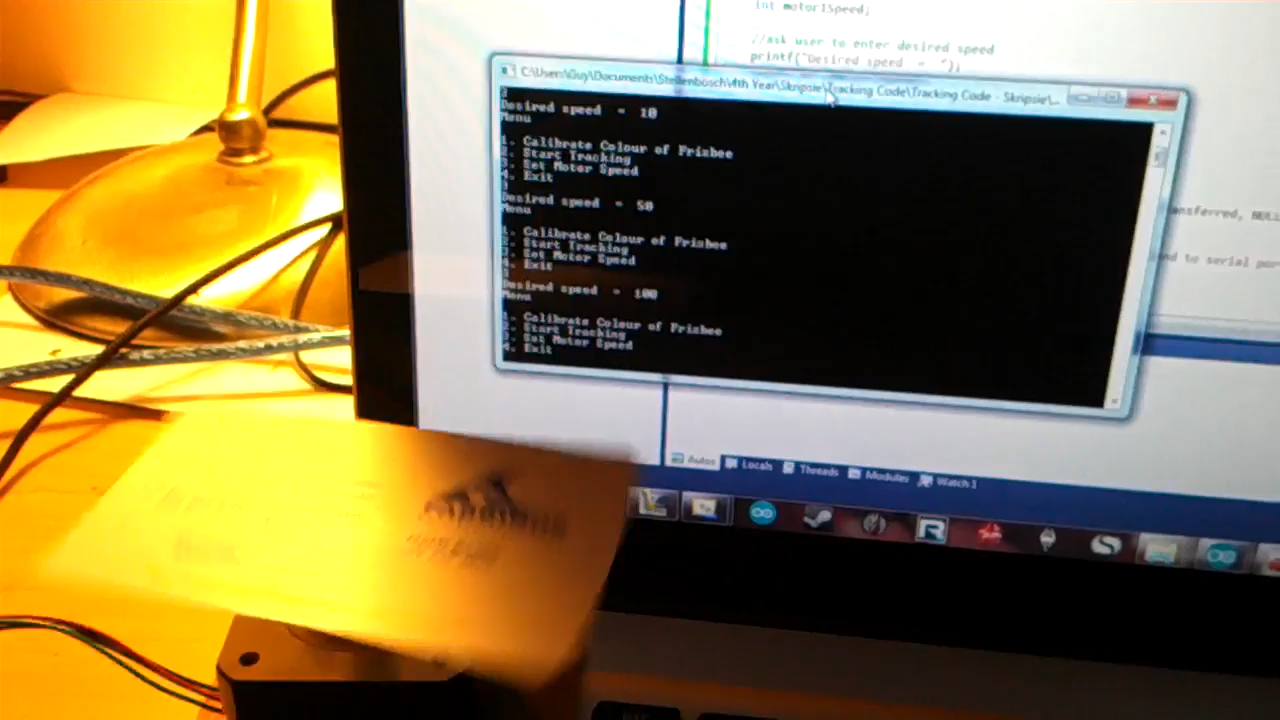 int motor1Speed;
//ask user to enter desired speed
printf("Desired speed = ");
C:\Users\Guy\Documents\Stellenbosch\4th Year\Skripsie\Tracking Code\Tracking Code - Skripsie\...
3
Desired speed = 10
Menu
1. Calibrate Colour of Frisbee
2. Start Tracking
3. Set Motor Speed
4. Exit
3
Desired speed = 50
Menu
1. Calibrate Colour of Frisbee
2. Start Tracking
3. Set Motor Speed
4. Exit
3
Desired speed = 100
Menu
1. Calibrate Colour of Frisbee
2. Start Tracking
3. Set Motor Speed
4. Exit
ansferred, NULL
to serial por
Autos
Locals
Threads
Modules
Watch 1